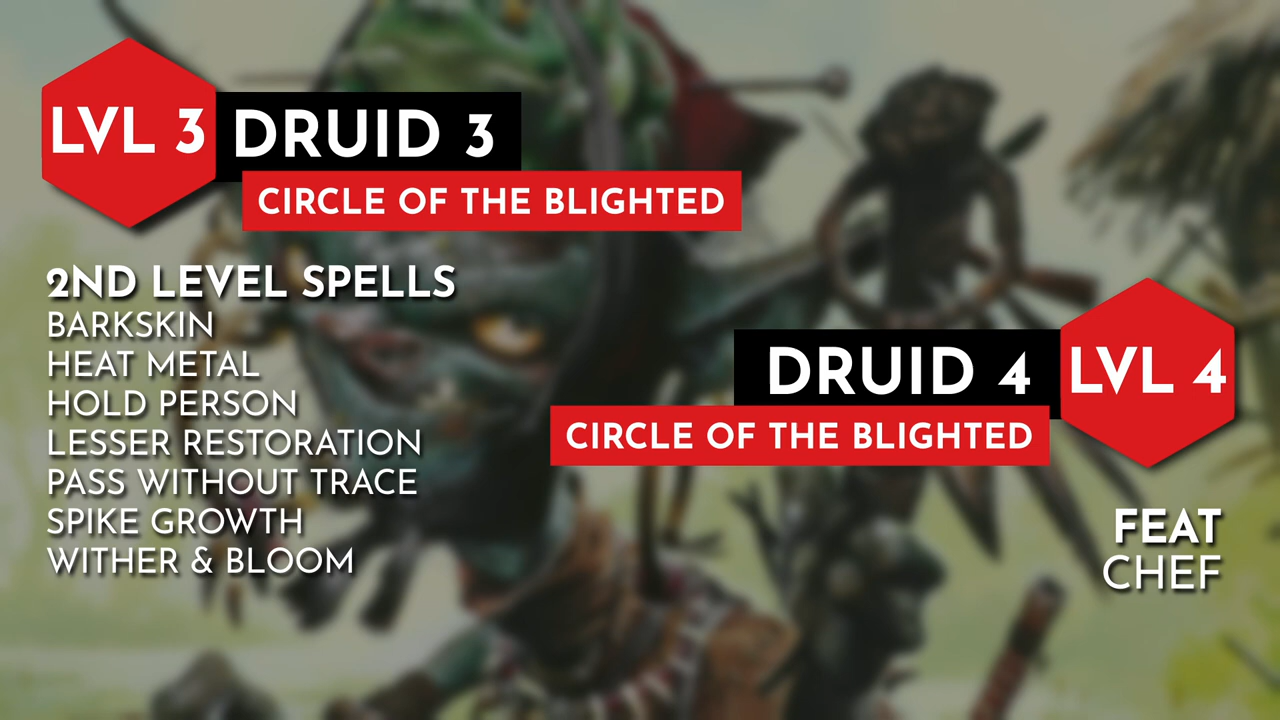 LVL 3
DRUID 3
CIRCLE OF THE BLIGHTED
2ND LEVEL SPELLS
BARKSKIN
HEAT METAL
HOLD PERSON
LESSER RESTORATION
PASS WITHOUT TRACE
SPIKE GROWTH
WITHER & BLOOM
DRUID 4
LVL 4
CIRCLE OF THE BLIGHTED
FEAT
CHEF